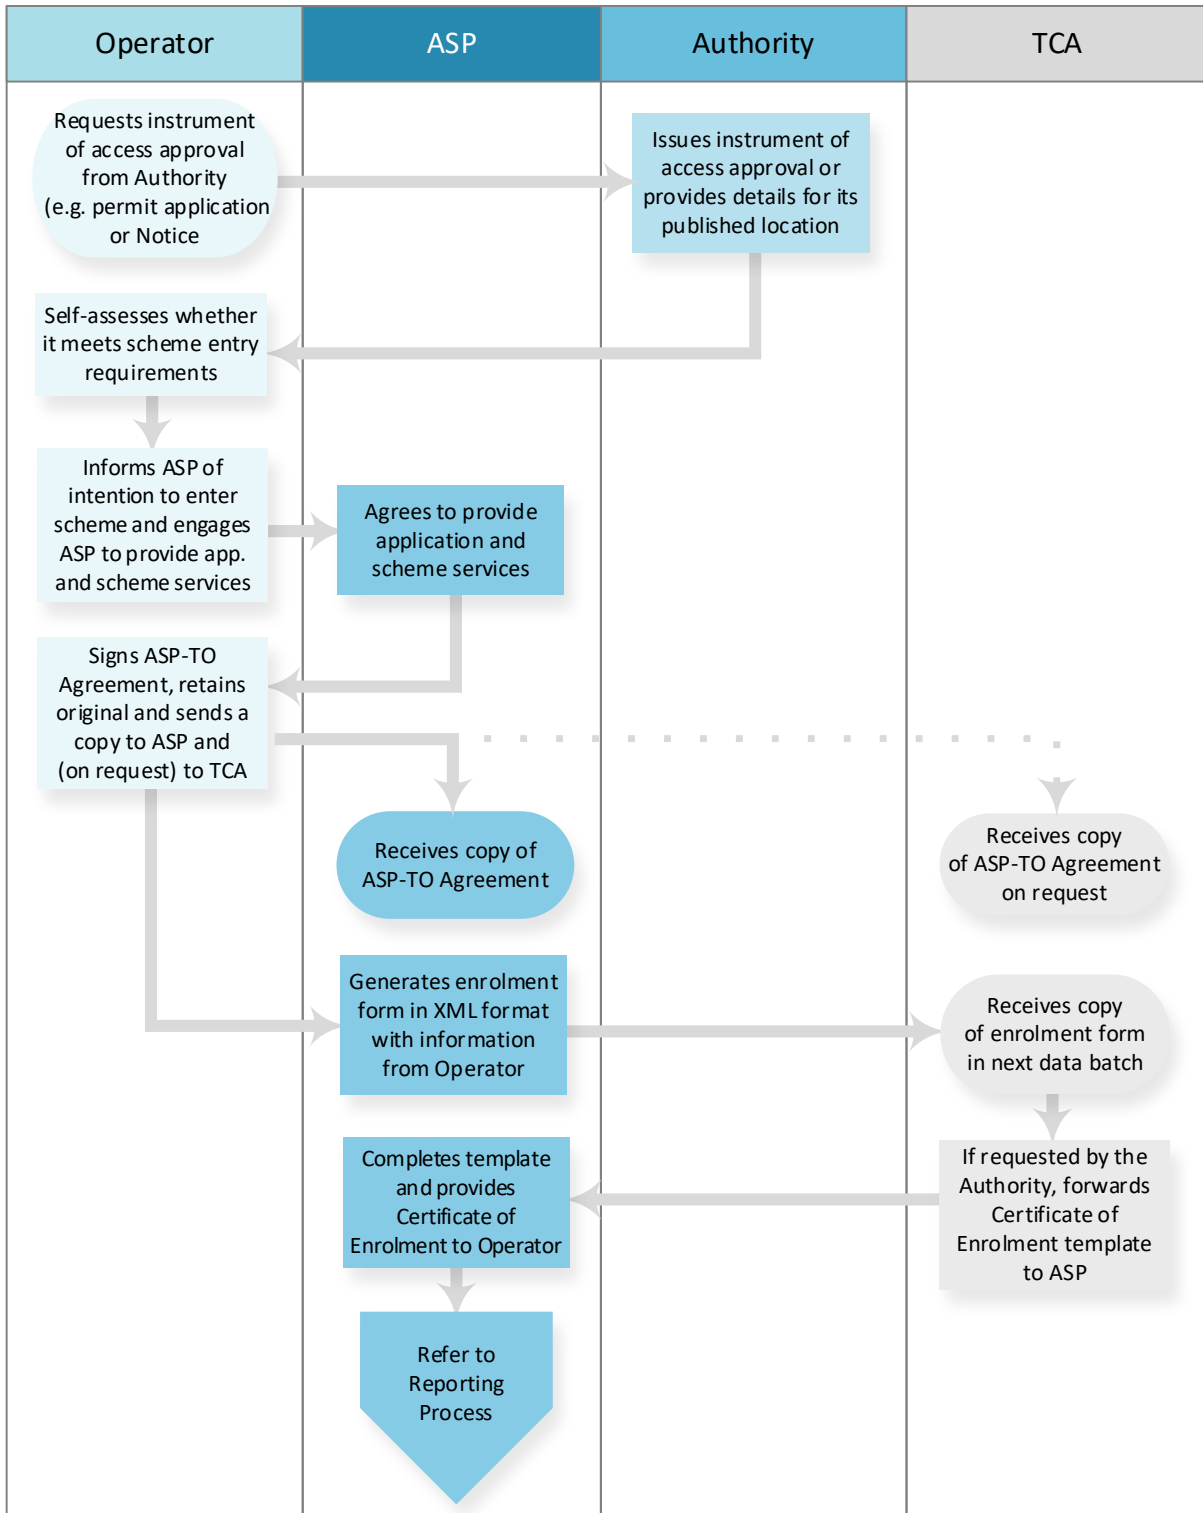 Operator
ASP
Authority
TCA
Requests instrument
of access approval
from Authority
(e.g. permit application
or Notice
Issues instrument of
access approval or
provides details for its
published location
Self-assesses whether
it meets scheme entry
requirements
Informs ASP of
intention to enter
scheme and engages
ASP to provide app.
and scheme services
Agrees to provide
application and
scheme services
Signs ASP-TO
Agreement, retains
original and sends a
copy to ASP and
(on request) to TCA
Receives copy of
ASP-TO Agreement
Receives copy
of ASP-TO Agreement
on request
Generates enrolment
form in XML format
with information
from Operator
Receives copy
of enrolment form
in next data batch
Completes template
and provides
Certificate of
Enrolment to Operator
If requested by the
Authority, forwards
Certificate of
Enrolment template
to ASP
Refer to
Reporting
Process